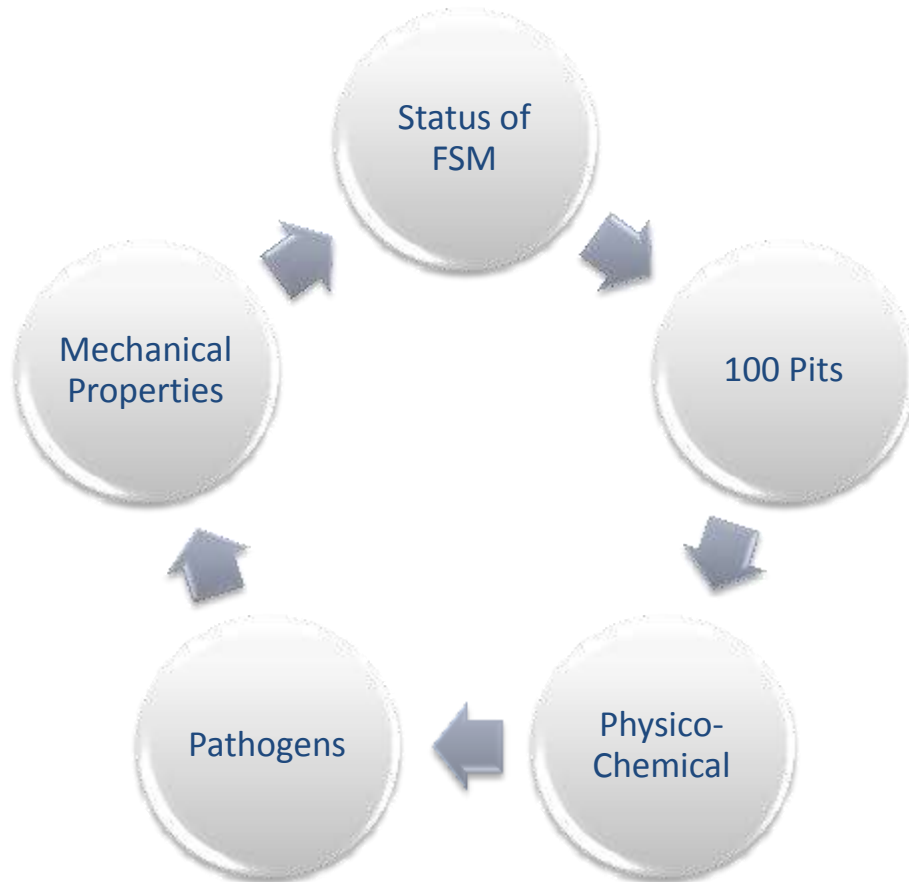 Status of
FSM
100 Pits
Physico-
Chemical
Pathogens
Mechanical
Properties